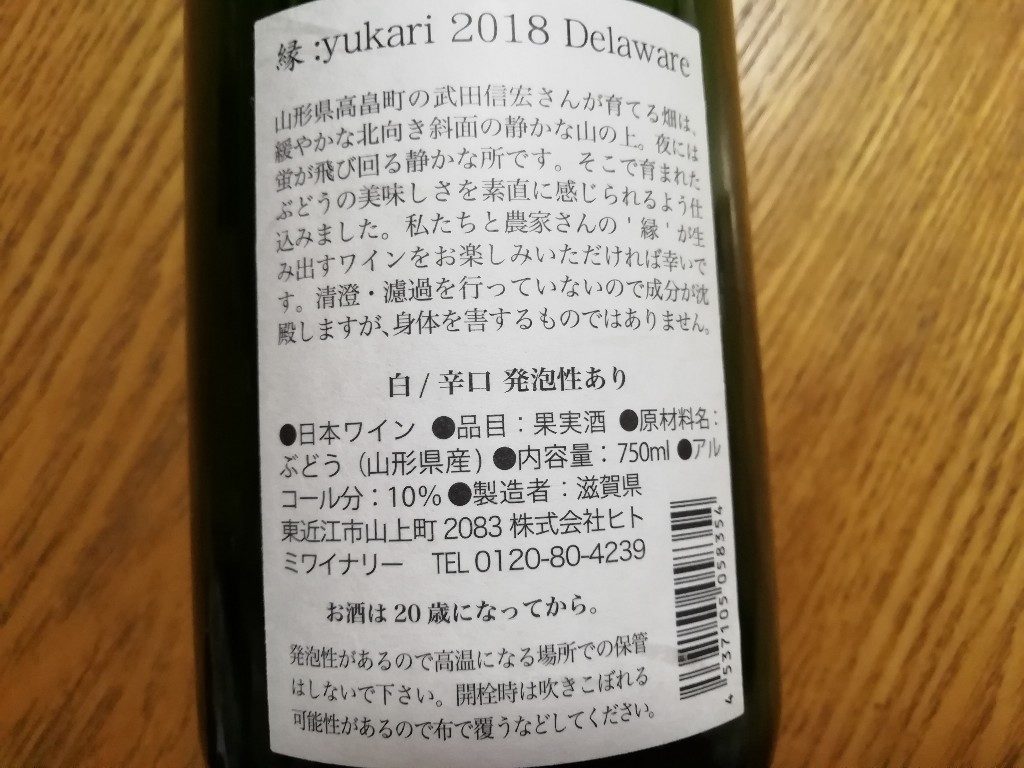 縁 :yukari 2018 Delaware
山形県高畠町の武田信宏さんが育てる畑は、
緩やかな北向き斜面の静かな山の上。夜には
蛍が飛び回る静かな所です。そこで育まれた
ぶどうの美味しさを素直に感じられるよう仕
込みました。私たちと農家さんの ' 縁 ' が生
み出すワインをお楽しみいただければ幸いで
す。清澄・濾過を行っていないので成分が沈
殿しますが、身体を害するものではありません。
白 / 辛口 発泡性あり
●日本ワイン ●品目：果実酒 ●原材料名：
ぶどう（山形県産）●内容量：750ml ●アル
コール分：10% ●製造者：滋賀県
東近江市山上町 2083 株式会社ヒト
ミワイナリー TEL 0120-80-4239
お酒は 20 歳になってから。
発泡性があるので高温になる場所での保管
はしないで下さい。開栓時は吹きこぼれる
可能性があるので布で覆うなどしてください。
4 537105 058354